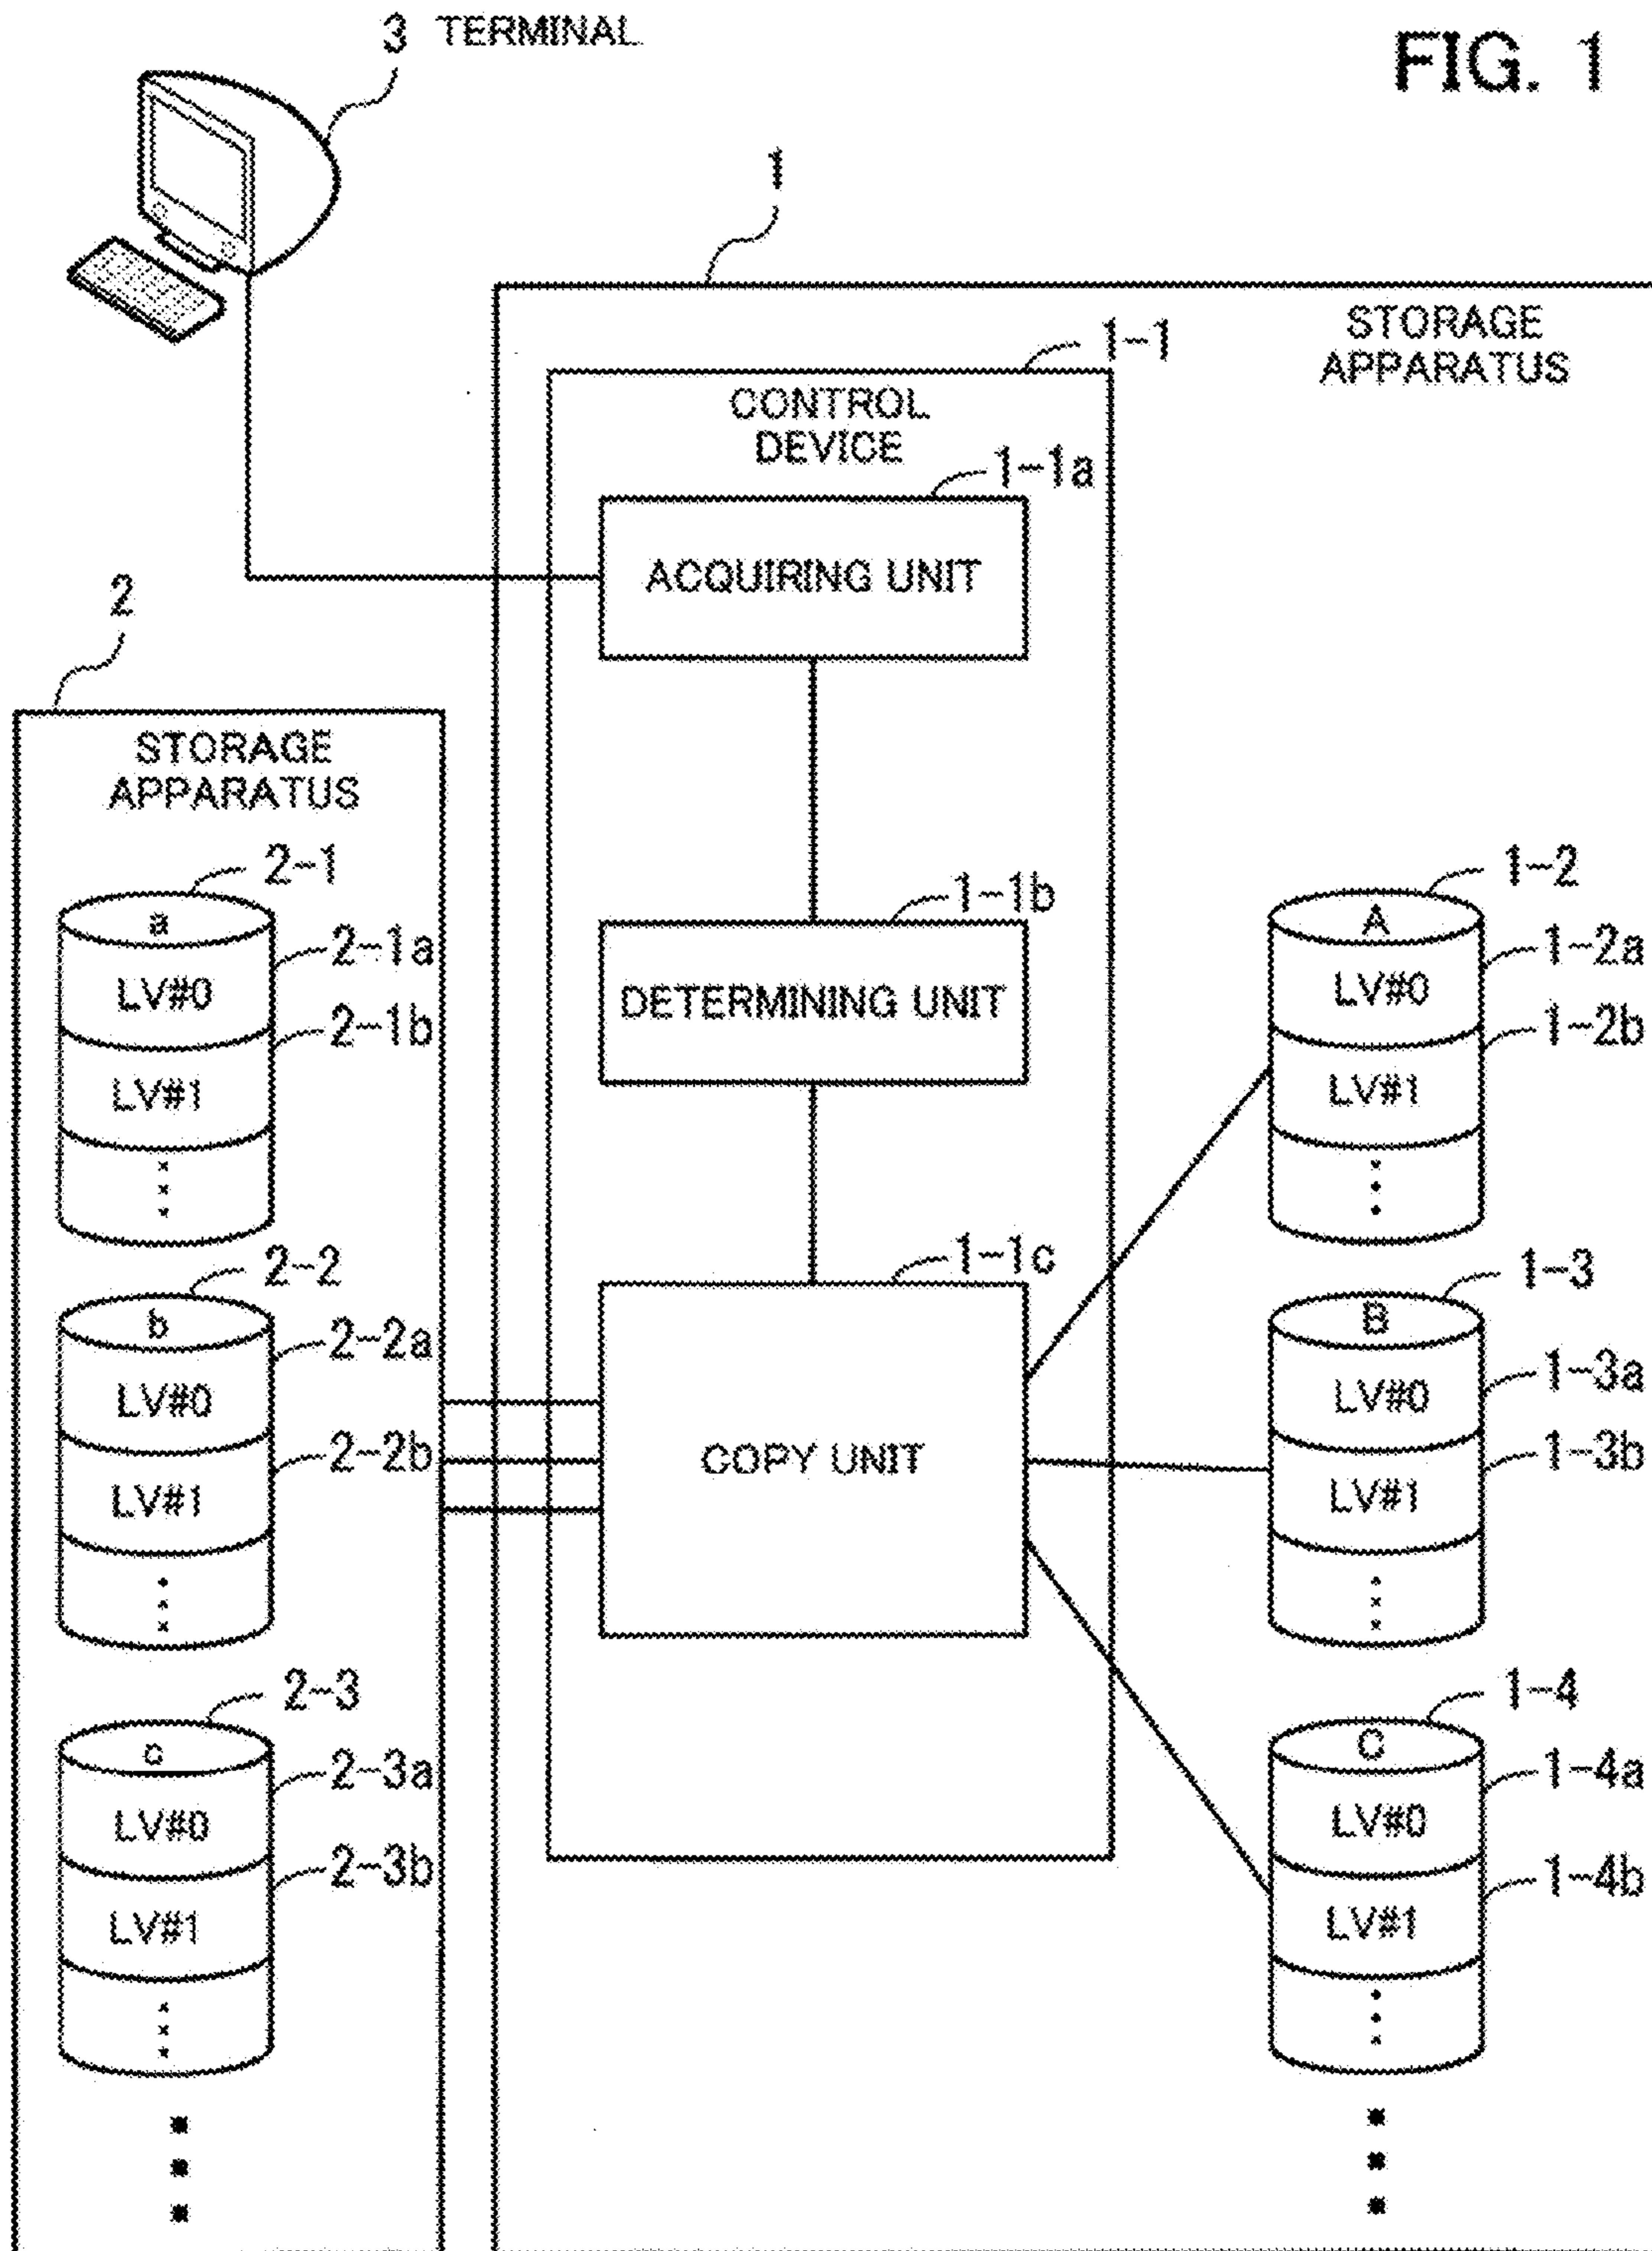 3 TERMINAL
FIG. 1
1
STORAGE
APPARATUS
1-1
CONTROL
DEVICE
1-1a
ACQUIRING UNIT
2
STORAGE
APPARATUS
2-1
a
2-1a
LV#0
2-1b
LV#1
2-2
b
2-2a
LV#0
2-2b
LV#1
2-3
c
2-3a
LV#0
2-3b
LV#1
1-1b
DETERMINING UNIT
1-1c
COPY UNIT
1-2
A
1-2a
LV#0
1-2b
LV#1
1-3
B
1-3a
LV#0
1-3b
LV#1
1-4
C
1-4a
LV#0
1-4b
LV#1